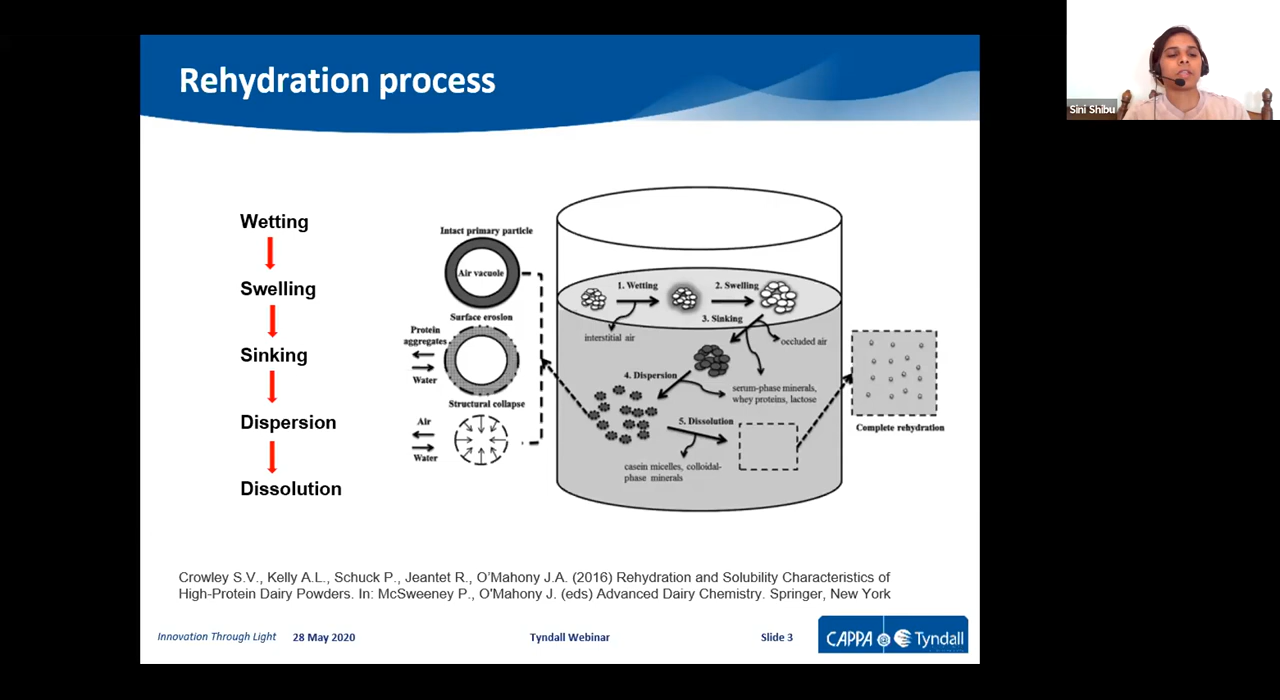 Rehydration process
Sini Shibu
Wetting
Swelling
Sinking
Dispersion
Dissolution
Intact primary particle
Air vacuole
Surface erosion
Protein
aggregates
Water
Structural collapse
Air
Water
1. Wetting
2. Swelling
3. Sinking
interstitial air
occluded air
4. Dispersion
serum-phase minerals,
whey proteins, lactose
5. Dissolution
casein micelles, colloidal-
phase minerals
Complete rehydration
Crowley S.V., Kelly A.L., Schuck P., Jeantet R., O’Mahony J.A. (2016) Rehydration and Solubility Characteristics of
High-Protein Dairy Powders. In: McSweeney P., O'Mahony J. (eds) Advanced Dairy Chemistry. Springer, New York
Innovation Through Light
28 May 2020
Tyndall Webinar
Slide 3
CAPPA @ Tyndall